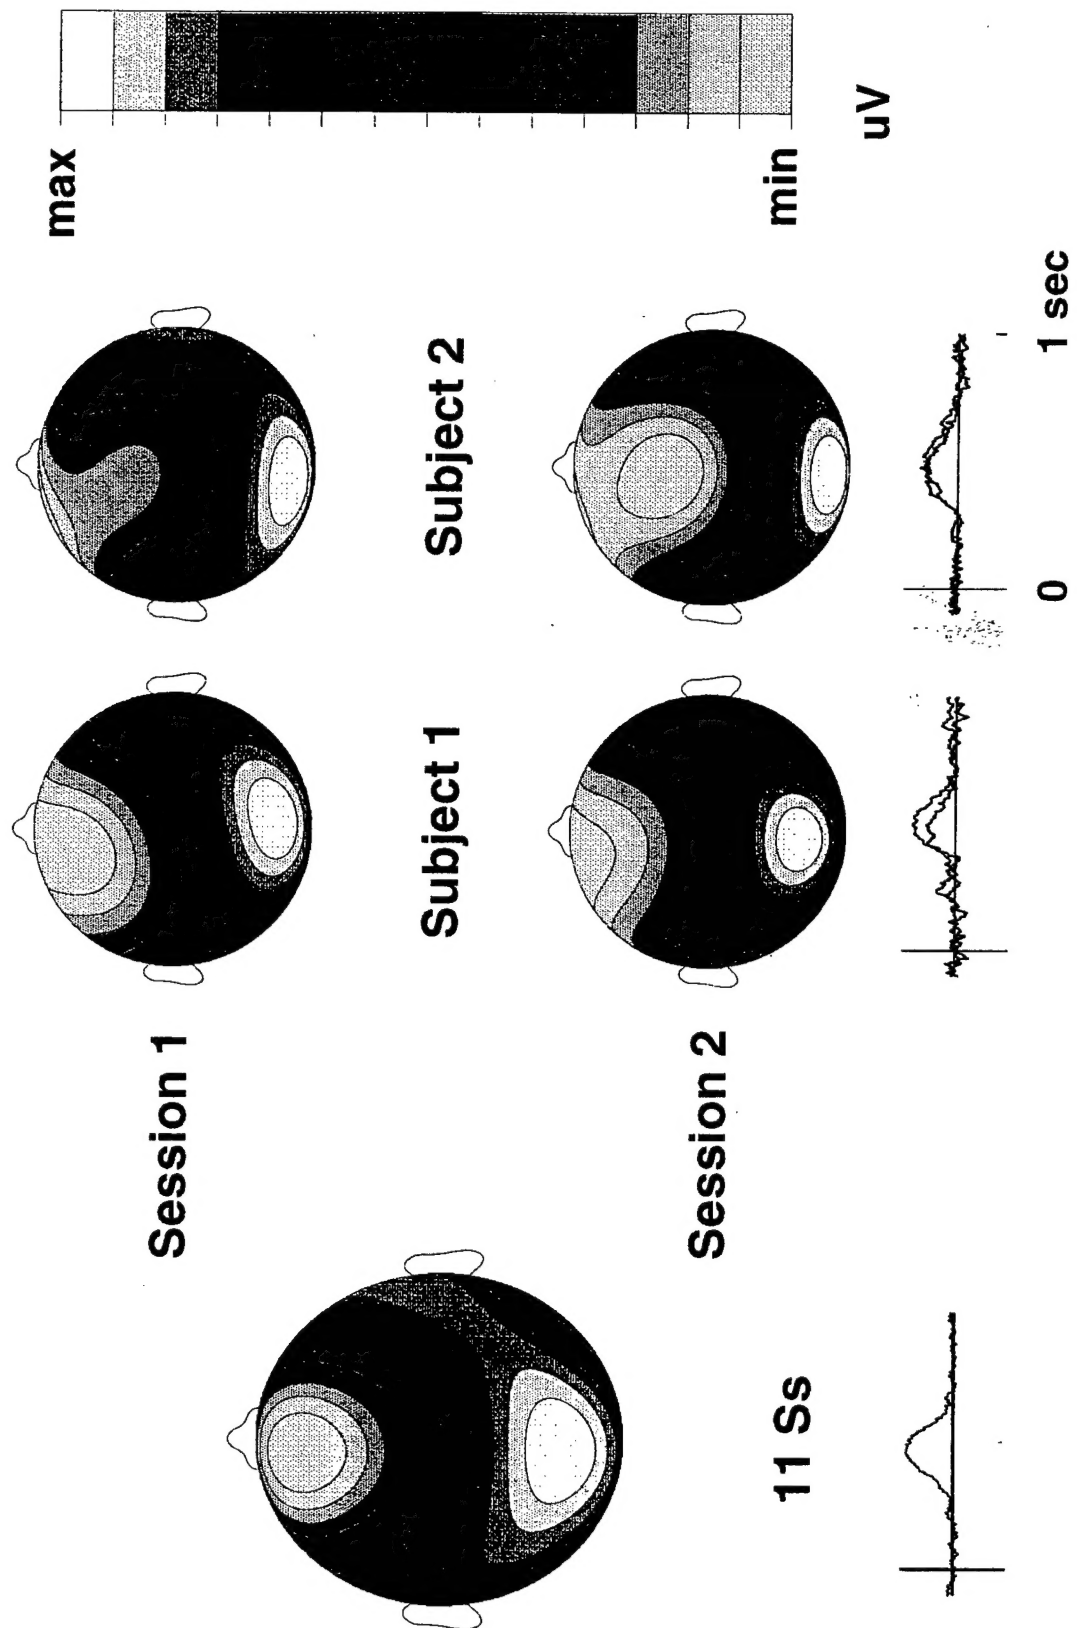 max
min
uV
Subject 2
Subject 1
Session 1
Session 2
11 Ss
0
1 sec